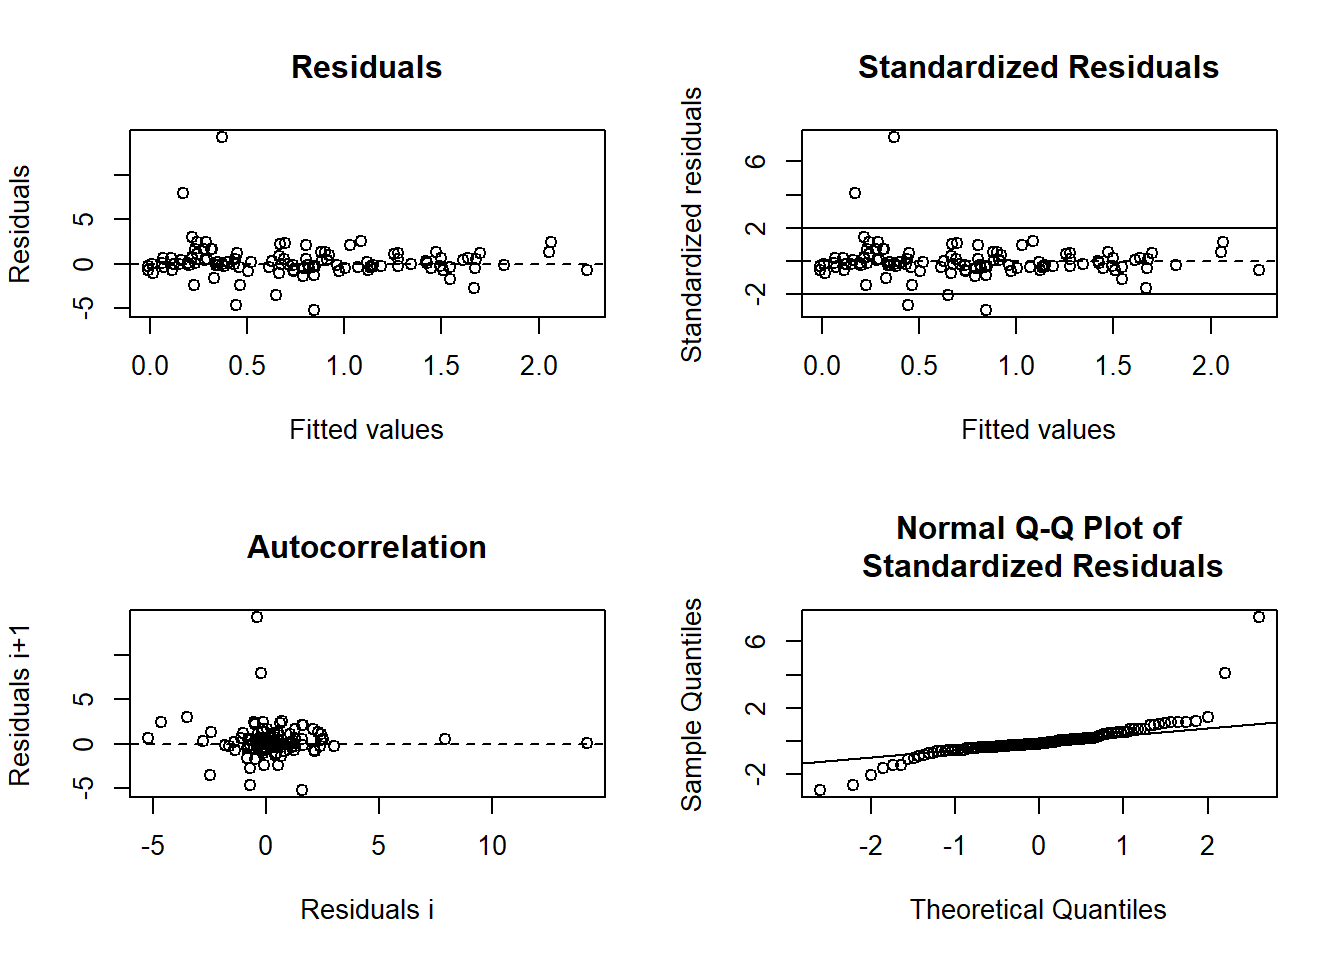 Residuals
Residuals
5
0
-5
0.0 0.5 1.0 1.5 2.0
Fitted values
Standardized Residuals
Standardized residuals
6
2
-2
0.0 0.5 1.0 1.5 2.0
Fitted values
Autocorrelation
Residuals i+1
5
0
-5
-5 0 5 10
Residuals i
Normal Q-Q Plot of
Standardized Residuals
Sample Quantiles
6
2
-2
-2 -1 0 1 2
Theoretical Quantiles